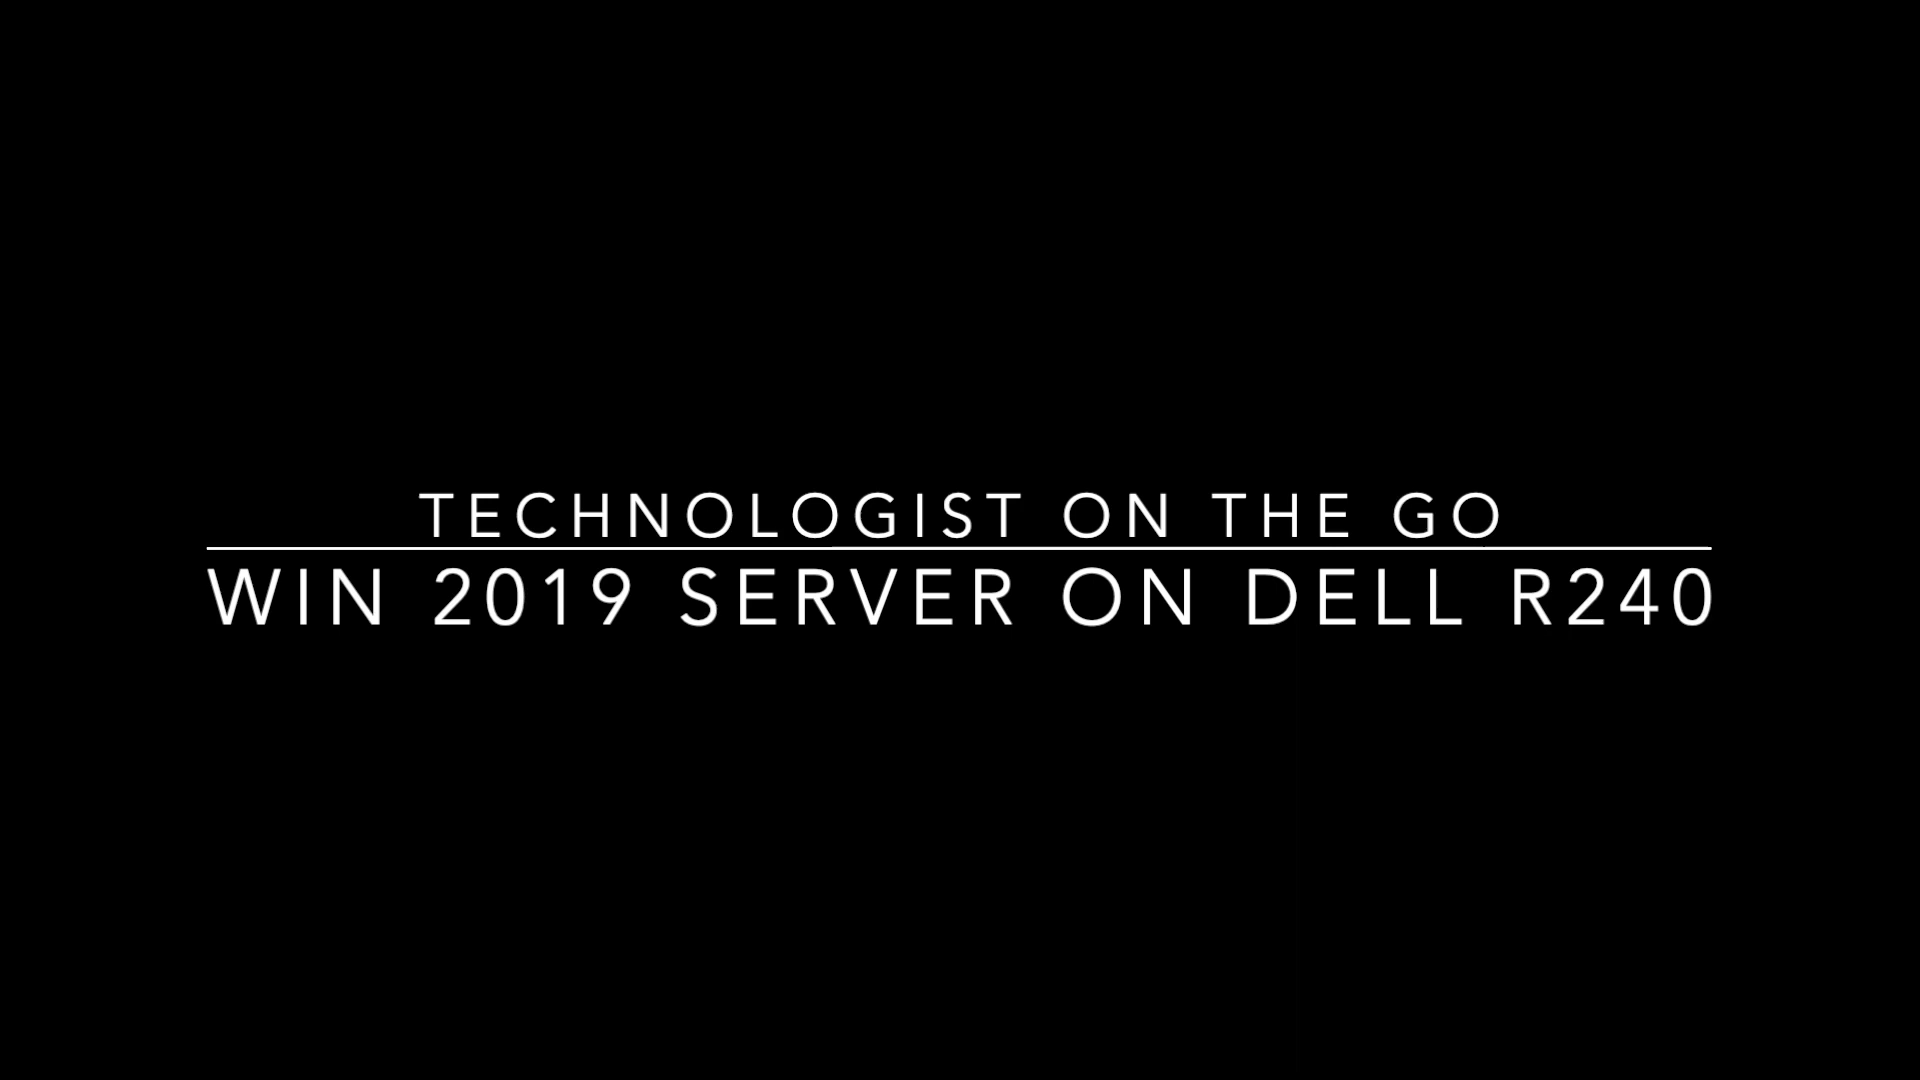 TECHNOLOGIST ON THE GO
WIN 2019 SERVER ON DELL R240